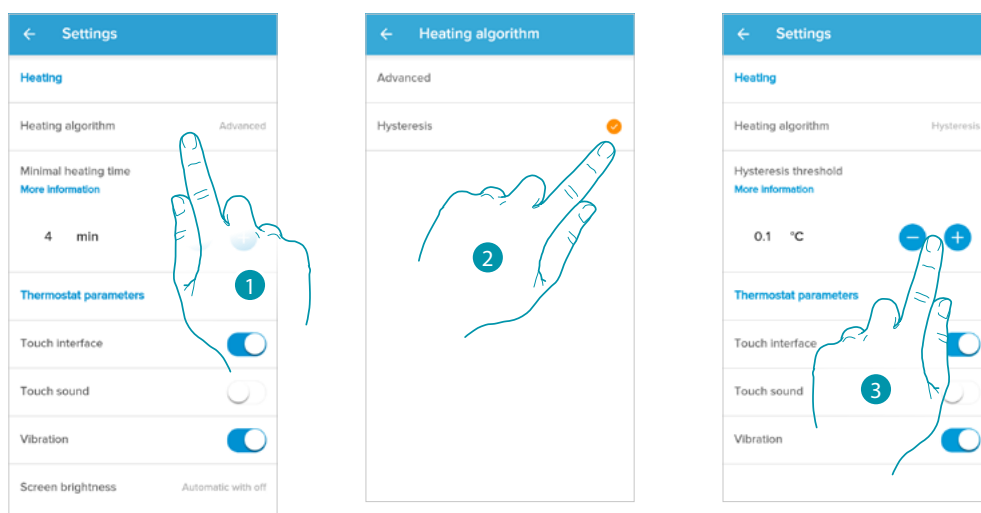 Settings
Heating
Heating algorithm Advanced
Minimal heating time
More information
4 min
1
Thermostat parameters
Touch interface
Touch sound
Vibration
Screen brightness Automatic with off
Heating algorithm
Advanced
Hysteresis
2
Settings
Heating
Heating algorithm Hysteresis
Hysteresis threshold
More information
0.1 °C
Thermostat parameters
Touch interface
Touch sound
3
Vibration